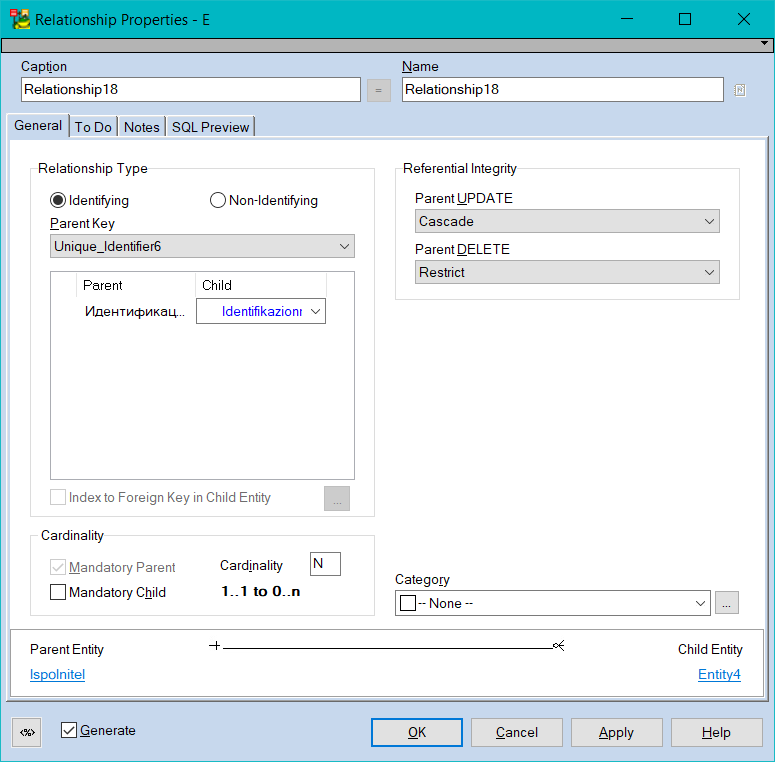 Relationship Properties - E
Caption
Name
Relationship18
=
Relationship18
General To Do Notes SQL Preview
Relationship Type
Identifying Non-Identifying
Parent Key
Unique_Identifier6
Parent Child
Идентификац... Identifikazionn
Index to Foreign Key in Child Entity ...
Cardinality
Mandatory Parent Cardinality N
Mandatory Child 1..1 to 0..n
Referential Integrity
Parent UPDATE
Cascade
Parent DELETE
Restrict
Category
-- None -- ...
Parent Entity Child Entity
Ispolnitel Entity4
<%> Generate OK Cancel Apply Help